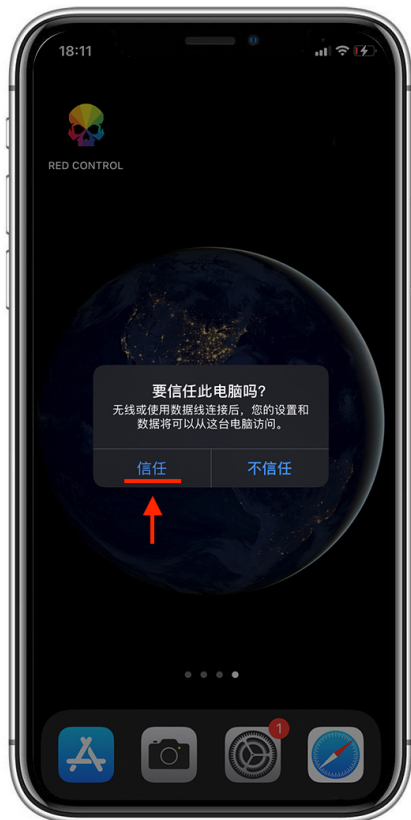 18:11
RED CONTROL
要信任此电脑吗?
无线或使用数据线连接后，您的设置和
数据将可以从这台电脑访问。
信任
不信任
1